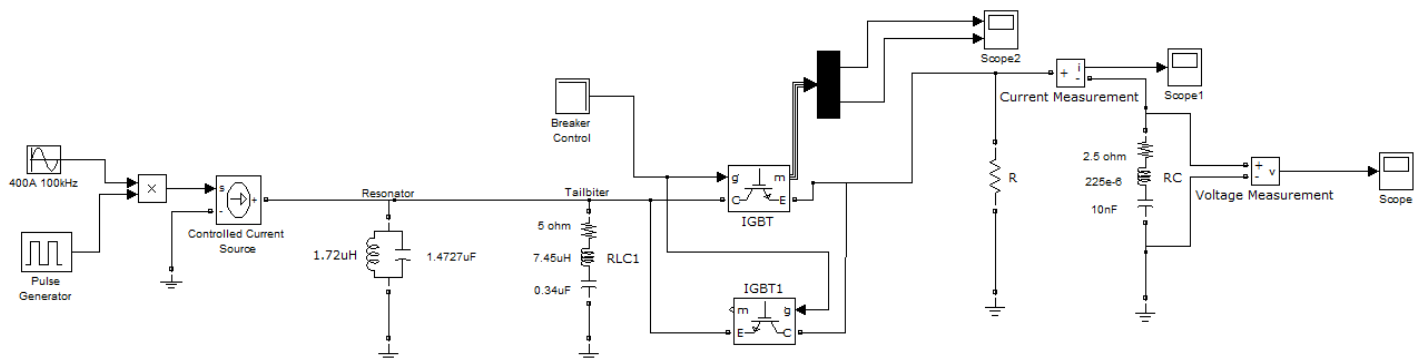 400A 100kHz
Pulse
Generator
×
s
-
+
Controlled Current
Source
Resonator
1.72uH
1.4727uF
Tailbiter
5 ohm
7.45uH
0.34uF
RLC1
Breaker
Control
g
m
C
E
IGBT
IGBT1
m
g
E
C
Scope2
R
+
i
-
Current Measurement
Scope1
2.5 ohm
225e-6
10nF
RC
+
-
v
Voltage Measurement
Scope